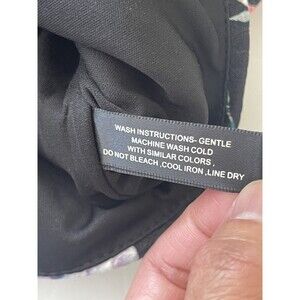 WASH INSTRUCTIONS- GENTLE
MACHINE WASH COLD
WITH SIMILAR COLORS ,
DO NOT BLEACH , COOL IRON , LINE DRY